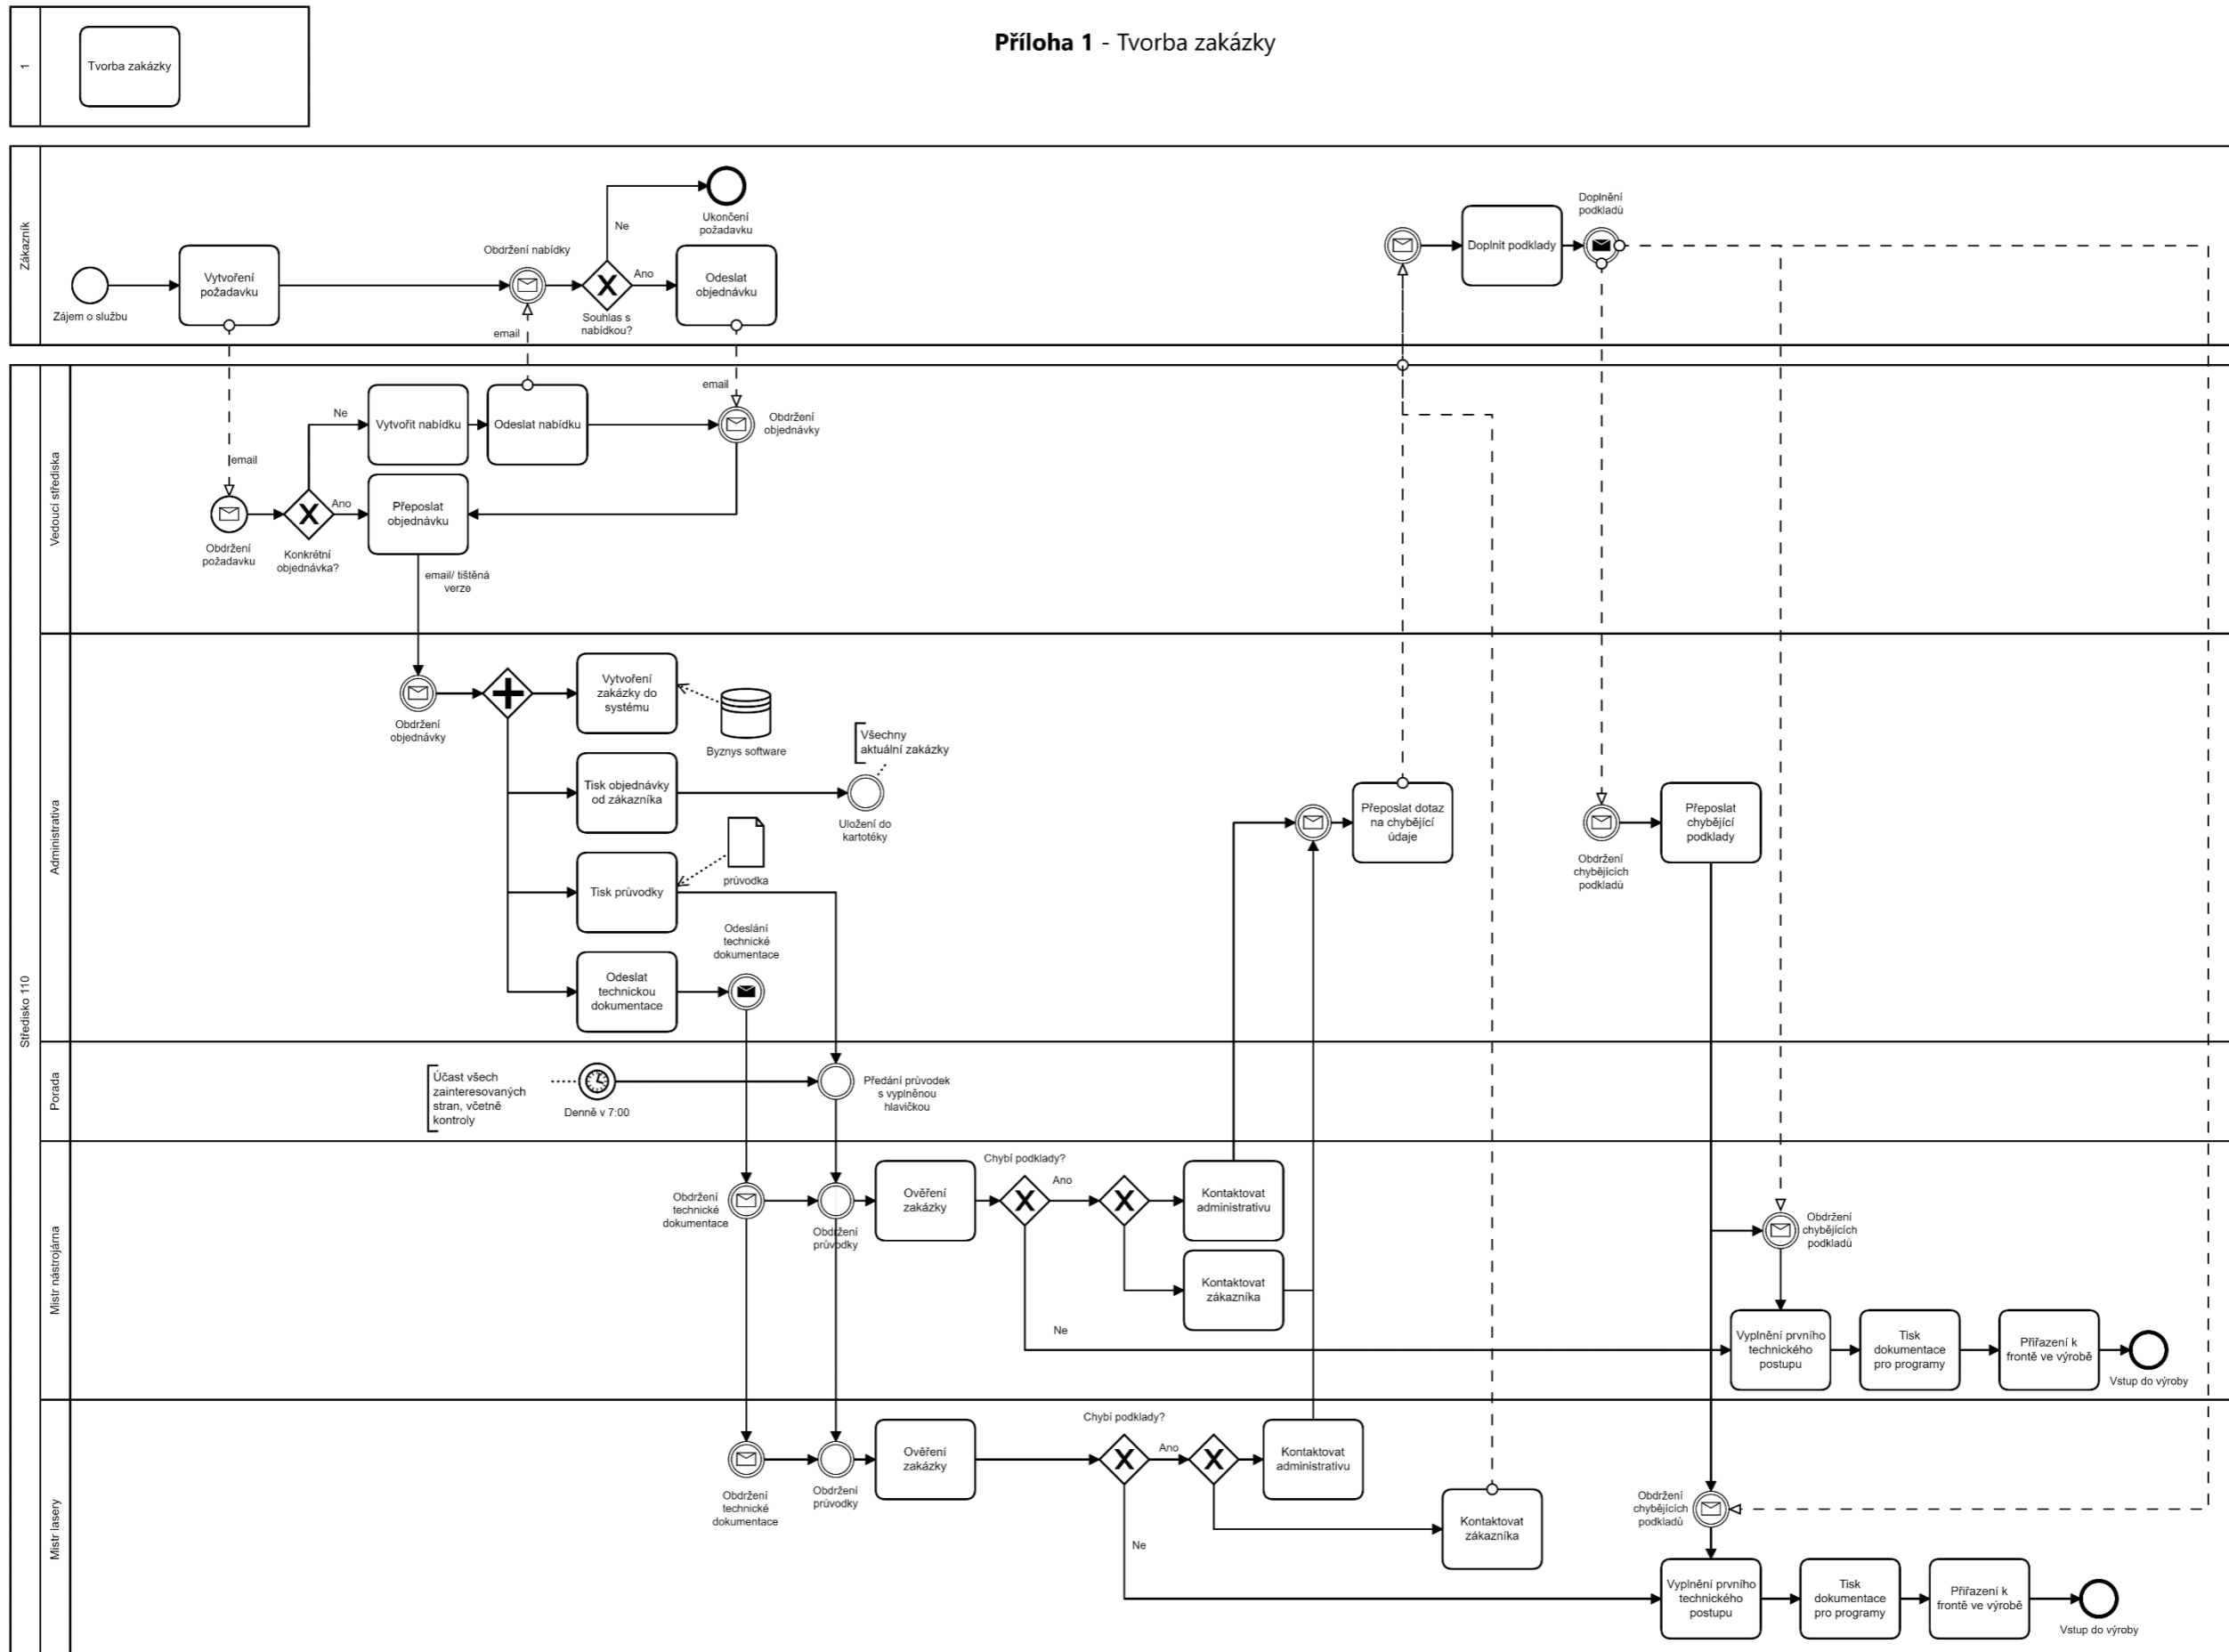 Příloha 1 - Tvorba zakázky
1
Tvorba zakázky
Zákazník
Zájem o službu
Vytvoření
požadavku
Obdržení nabídky
email
Souhlas s
nabídkou?
Ne
Ano
Ukončení
požadavku
Odeslat
objednávku
Doplnit podklady
Doplnění
podkladů
Středisko 110
Vedoucí střediska
email
Obdržení
požadavku
Konkrétní
objednávka?
Ne
Ano
Vytvořit nabídku
Odeslat nabídku
Přeposlat
objednávku
email
Obdržení
objednávky
email/ tištěná
verze
Administrativa
Obdržení
objednávky
Vytvoření
zakázky do
systému
Byznys software
Tisk objednávky
od zákazníka
Všechny
aktuální zakázky
Uložení do
kartotéky
Tisk průvodky
průvodka
Odeslat
technickou
dokumentace
Odeslání
technické
dokumentace
Přeposlat dotaz
na chybějící
údaje
Obdržení
chybějících
podkladů
Přeposlat
chybějící
podklady
Porada
Účast všech
zainteresovaných
stran, včetně
kontroly
Denně v 7:00
Předání průvodek
s vyplněnou
hlavičkou
Mistr nástrojárna
Obdržení
technické
dokumentace
Obdržení
průvodky
Ověření
zakázky
Chybí podklady?
Ano
Ne
Kontaktovat
administrativu
Kontaktovat
zákazníka
Obdržení
chybějících
podkladů
Vyplnění prvního
technického
postupu
Tisk
dokumentace
pro programy
Přiřazení k
frontě ve výrobě
Vstup do výroby
Mistr lasery
Obdržení
technické
dokumentace
Obdržení
průvodky
Ověření
zakázky
Chybí podklady?
Ano
Ne
Kontaktovat
administrativu
Kontaktovat
zákazníka
Obdržení
chybějících
podkladů
Vyplnění prvního
technického
postupu
Tisk
dokumentace
pro programy
Přiřazení k
frontě ve výrobě
Vstup do výroby